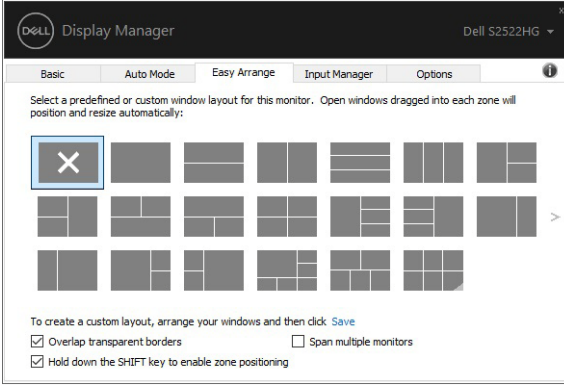 DELL Display Manager
Dell S2522HG
Basic Auto Mode Easy Arrange Input Manager Options
Select a predefined or custom window layout for this monitor. Open windows dragged into each zone will
position and resize automatically:
To create a custom layout, arrange your windows and then click Save
Overlap transparent borders
Span multiple monitors
Hold down the SHIFT key to enable zone positioning